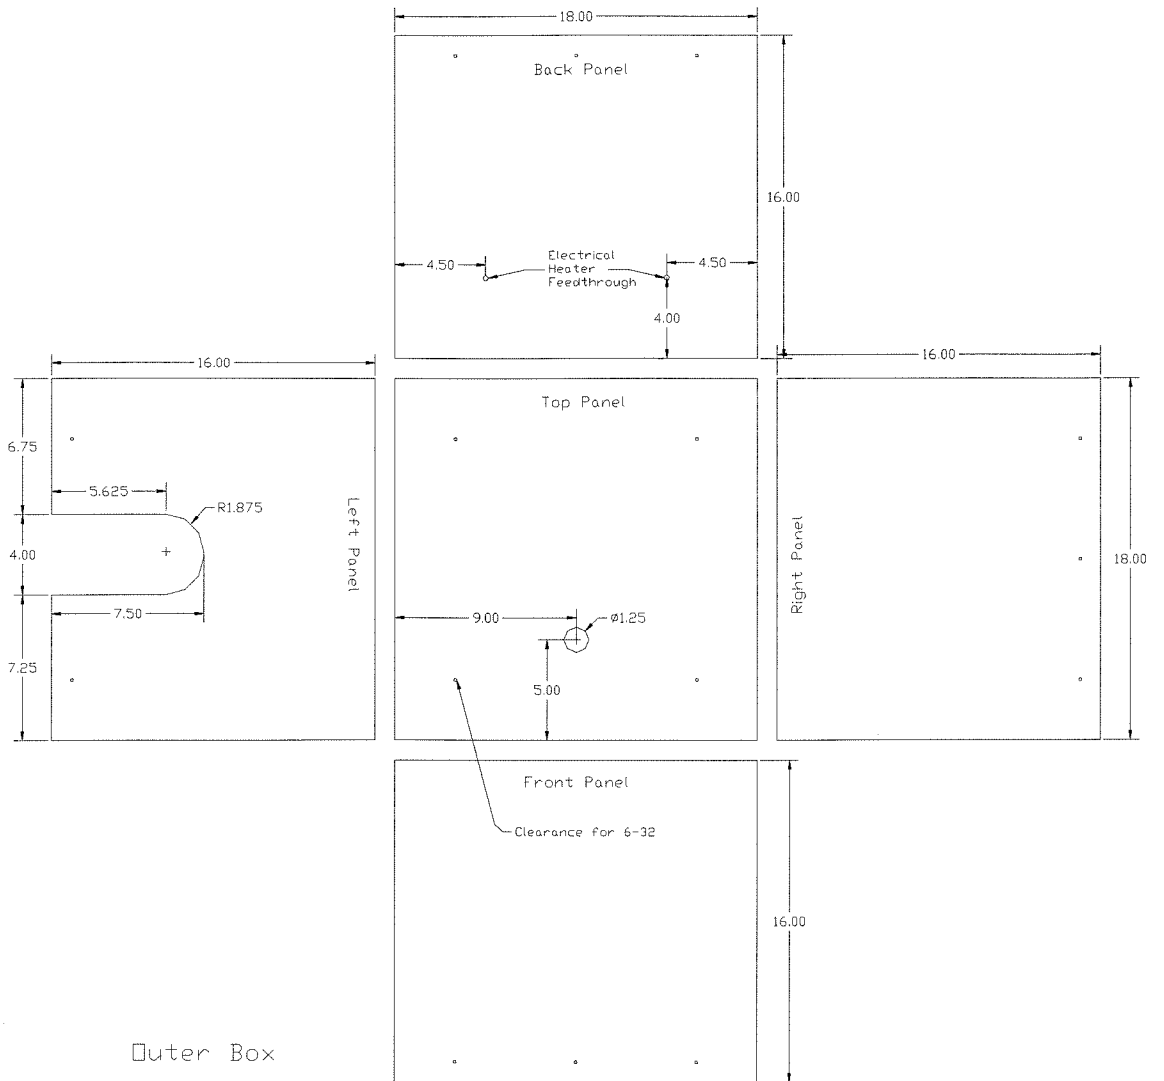 18.00
Back Panel
16.00
Electrical
Heater
Feedthrough
4.50
4.50
4.00
16.00
16.00
Top Panel
6.75
5.625
R1.875
Left Panel
4.00
7.50
Right Panel
18.00
9.00
ø1.25
7.25
5.00
Front Panel
Clearance for 6-32
16.00
Outer Box